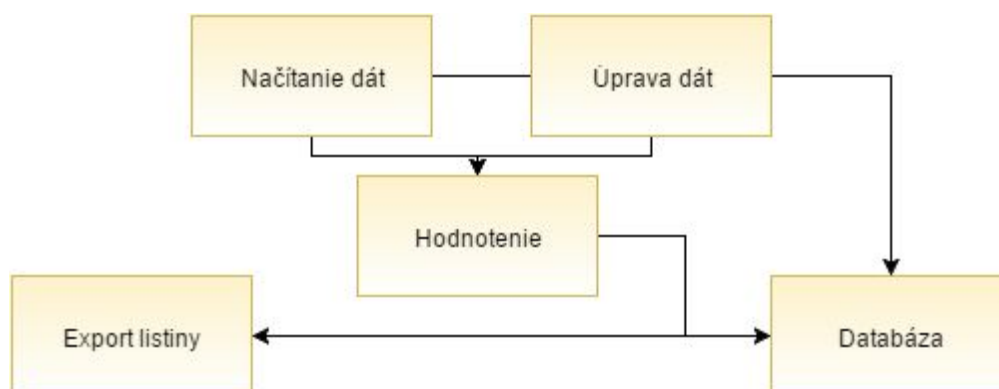 Načítanie dát
Úprava dát
Hodnotenie
Export listiny
Databáza